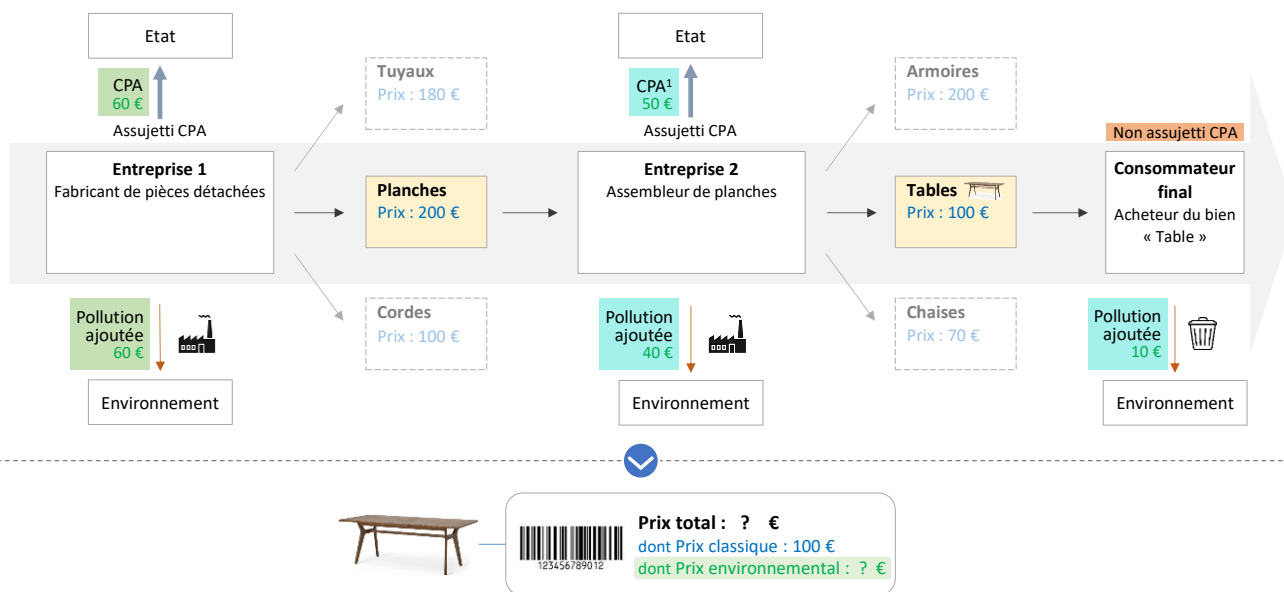 Etat
Etat
CPA
60 €
Tuyaux
Prix : 180 €
CPA¹
50 €
Armoires
Prix : 200 €
Assujetti CPA
Assujetti CPA
Non assujetti CPA
Entreprise 1
Fabricant de pièces détachées
Planches
Prix : 200 €
Entreprise 2
Assembleur de planches
Tables
Prix : 100 €
Consommateur
final
Acheteur du bien
« Table »
Pollution
ajoutée
60 €
Cordes
Prix : 100 €
Pollution
ajoutée
40 €
Chaises
Prix : 70 €
Pollution
ajoutée
10 €
Environnement
Environnement
Environnement
Prix total : ? €
dont Prix classique : 100 €
dont Prix environnemental : ? €
123456789012